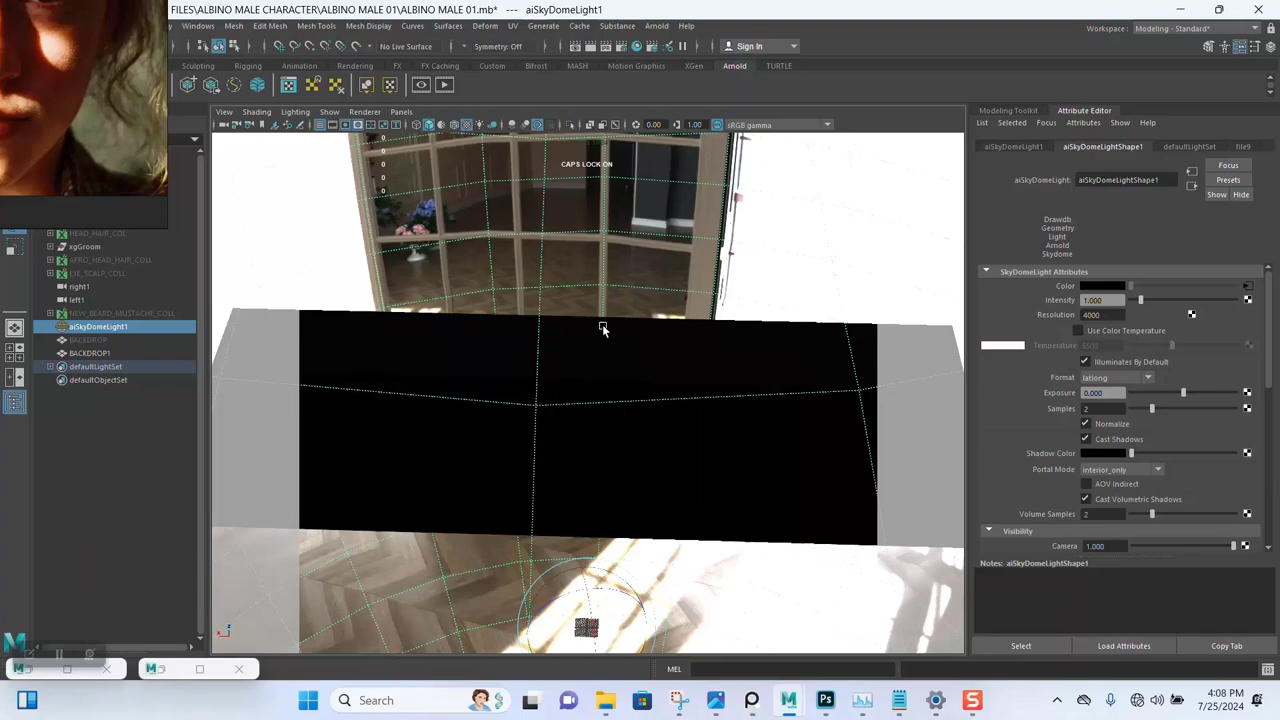 FILES\ALBINO MALE CHARACTER\ALBINO MALE 01\ALBINO MALE 01.mb* - aiSkyDomeLight1
Windows Mesh Edit Mesh Mesh Tools Mesh Display Curves Surfaces Deform UV Generate Cache Substance Arnold Help
Workspace: Modeling - Standard*
No Live Surface Symmetry: Off Sign In
Sculpting Rigging Animation Rendering FX FX Caching Custom Bifrost MASH Motion Graphics XGen Arnold TURTLE
View Shading Lighting Show Renderer Panels
0.00 1.00 sRGB gamma
0
0
0
0
0
CAPS LOCK ON
HEAD_HAIR_COL
xgGroom
AFRO_HEAD_HAIR_COLL
EYE_SCALP_COLL
right1
left1
NEW_BEARD_MUSTACHE_COLL
aiSkyDomeLight1
BACKDROP
BACKDROP1
defaultLightSet
defaultObjectSet
Modeling Toolkit Attribute Editor
List Selected Focus Attributes Show Help
aiSkyDomeLight1 aiSkyDomeLightShape1 defaultLightSet file9
Focus
aiSkyDomeLight: aiSkyDomeLightShape1 Presets
Show Hide
Drawdb
Geometry
Light
Arnold
Skydome
SkyDomeLight Attributes
Color
Intensity 1.000
Resolution 4000
Use Color Temperature
Temperature 6500
Illuminates By Default
Format latlong
Exposure 0.000
Samples 2
Normalize
Cast Shadows
Shadow Color
Portal Mode interior_only
AOV Indirect
Cast Volumetric Shadows
Volume Samples 2
Visibility
Camera 1.000
Notes: aiSkyDomeLightShape1
Select Load Attributes Copy Tab
MEL
Search
4:08 PM
7/25/2024